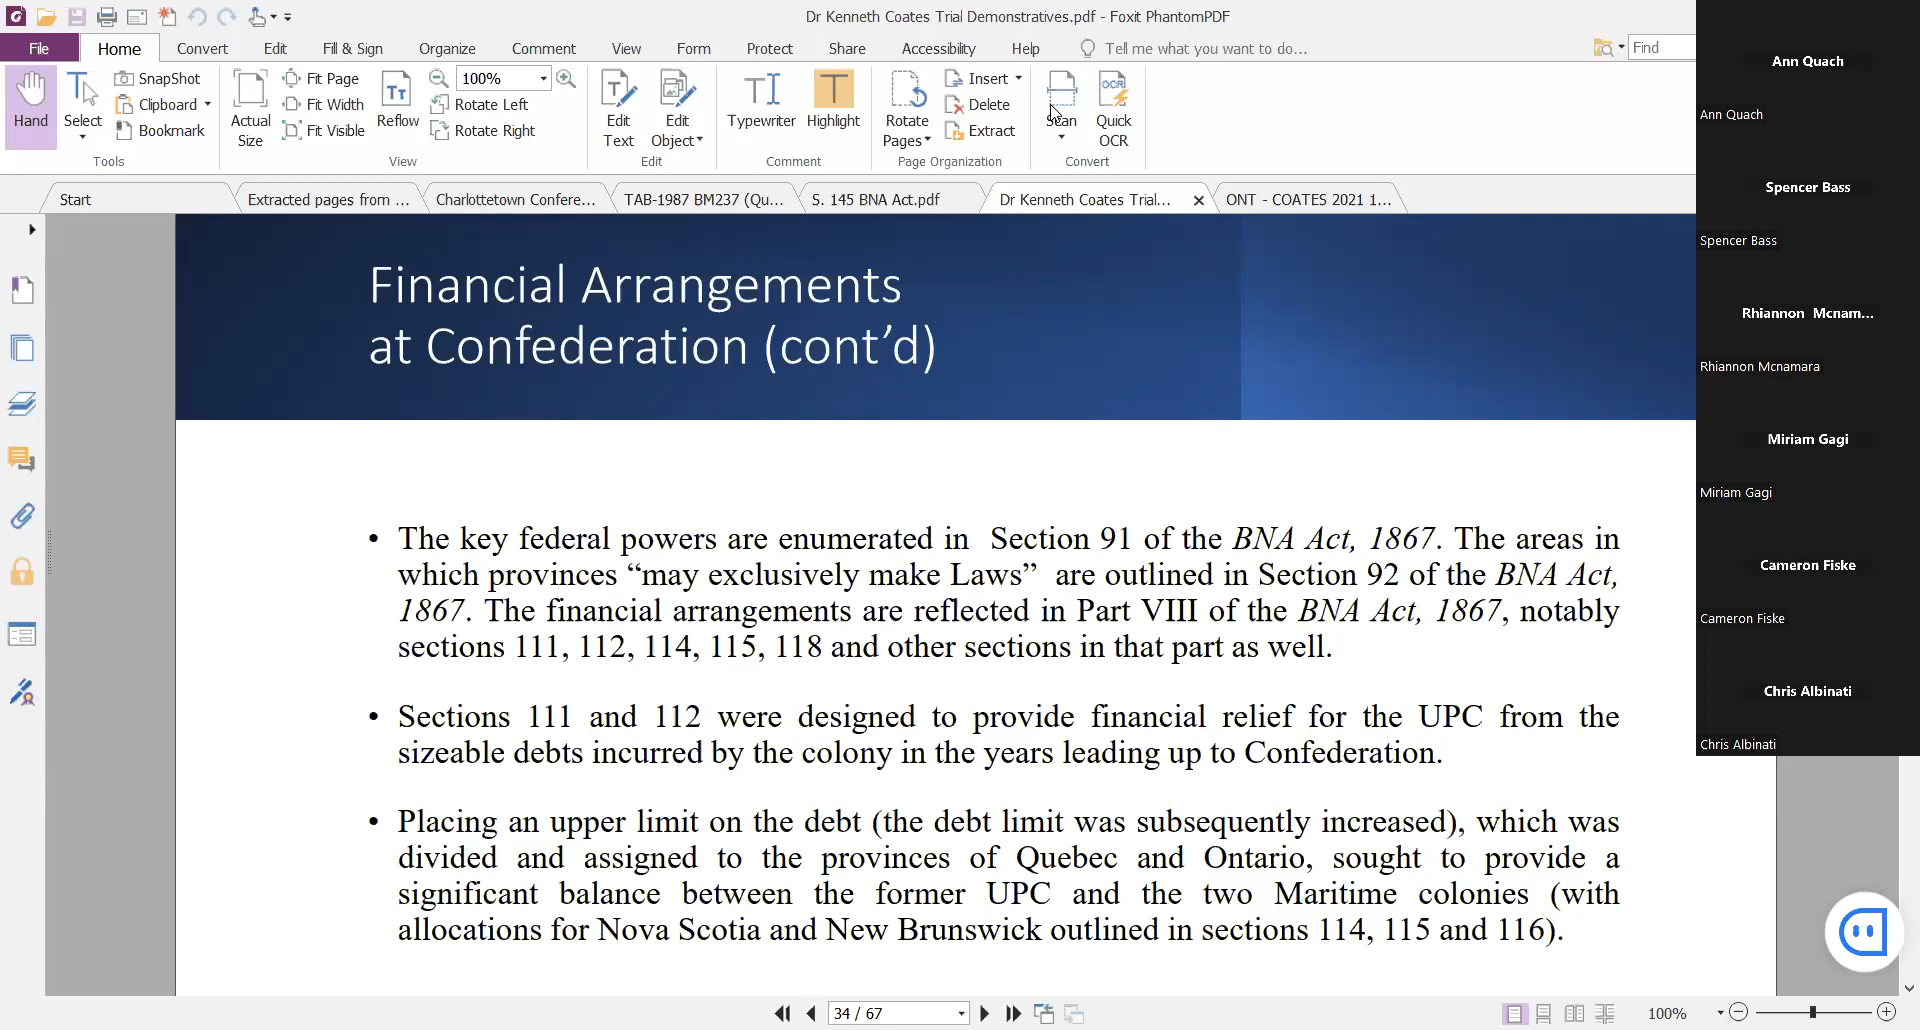 Dr Kenneth Coates Trial Demonstratives.pdf - Foxit PhantomPDF
File Home Convert Edit Fill & Sign Organize Comment View Form Protect Share Accessibility Help Tell me what you want to do... Find
Hand
Select
SnapShot
Clipboard
Bookmark
Tools
Actual
Size
Fit Page
Fit Width
Fit Visible
Reflow
100%
Rotate Left
Rotate Right
View
Edit
Text
Edit
Object
Edit
Typewriter
Highlight
Comment
Rotate
Pages
Insert
Delete
Extract
Page Organization
Scan
Quick
OCR
Convert
Start
Extracted pages from ...
Charlottetown Confere...
TAB-1987 BM237 (Qu...
S. 145 BNA Act.pdf
Dr Kenneth Coates Trial...
ONT - COATES 2021 1...
Financial Arrangements
at Confederation (cont’d)
• The key federal powers are enumerated in Section 91 of the BNA Act, 1867. The areas in
which provinces “may exclusively make Laws” are outlined in Section 92 of the BNA Act,
1867. The financial arrangements are reflected in Part VIII of the BNA Act, 1867, notably
sections 111, 112, 114, 115, 118 and other sections in that part as well.
• Sections 111 and 112 were designed to provide financial relief for the UPC from the
sizeable debts incurred by the colony in the years leading up to Confederation.
• Placing an upper limit on the debt (the debt limit was subsequently increased), which was
divided and assigned to the provinces of Quebec and Ontario, sought to provide a
significant balance between the former UPC and the two Maritime colonies (with
allocations for Nova Scotia and New Brunswick outlined in sections 114, 115 and 116).
Ann Quach
Ann Quach
Spencer Bass
Spencer Bass
Rhiannon Mcnam...
Rhiannon Mcnamara
Miriam Gagi
Miriam Gagi
Cameron Fiske
Cameron Fiske
Chris Albinati
Chris Albinati
34 / 67
100%